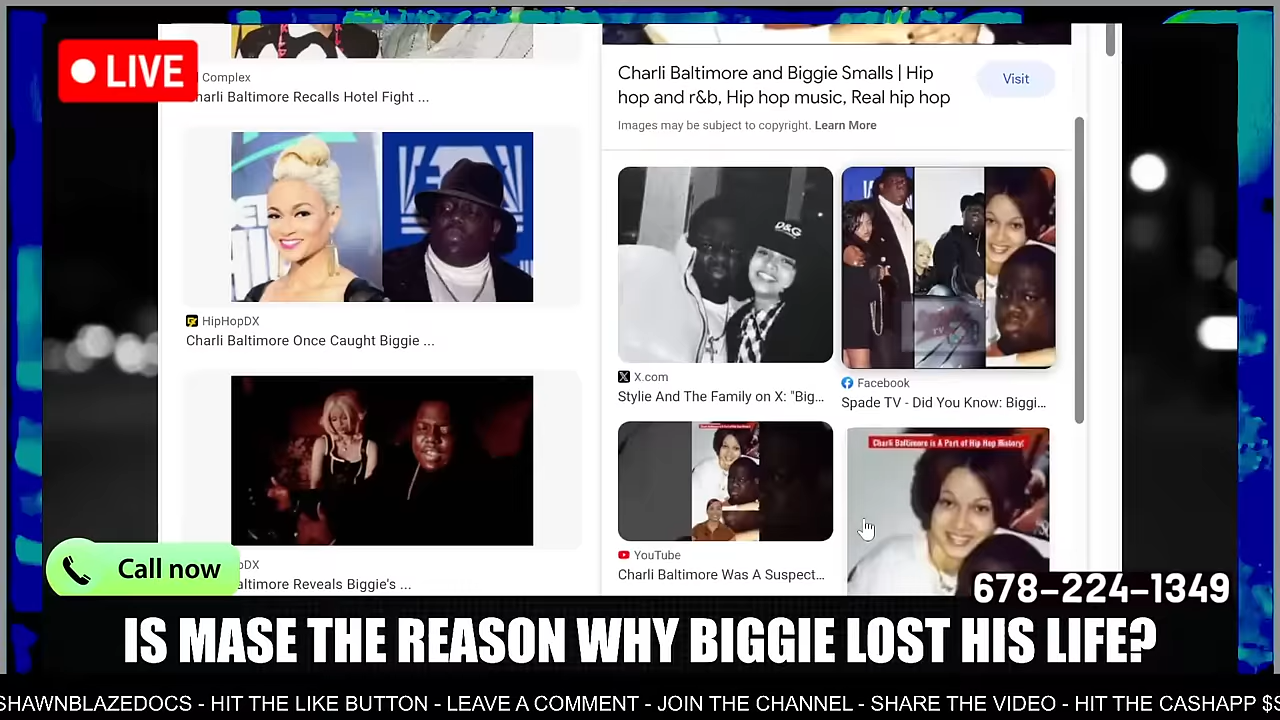 LIVE
Complex
harli Baltimore Recalls Hotel Fight ...
HipHopDX
Charli Baltimore Once Caught Biggie ...
DX
altimore Reveals Biggie's ...
Call now
Charli Baltimore and Biggie Smalls | Hip
hop and r&b, Hip hop music, Real hip hop
Visit
Images may be subject to copyright. Learn More
D&G
X.com
Stylie And The Family on X: "Big...
TV
Facebook
Spade TV - Did You Know: Biggi...
YouTube
Charli Baltimore Was A Suspect...
Charli Baltimore is A Part of Hip Hop History!
678-224-1349
IS MASE THE REASON WHY BIGGIE LOST HIS LIFE?
SHAWNBLAZEDOCS - HIT THE LIKE BUTTON - LEAVE A COMMENT - JOIN THE CHANNEL - SHARE THE VIDEO - HIT THE CASHAPP $S